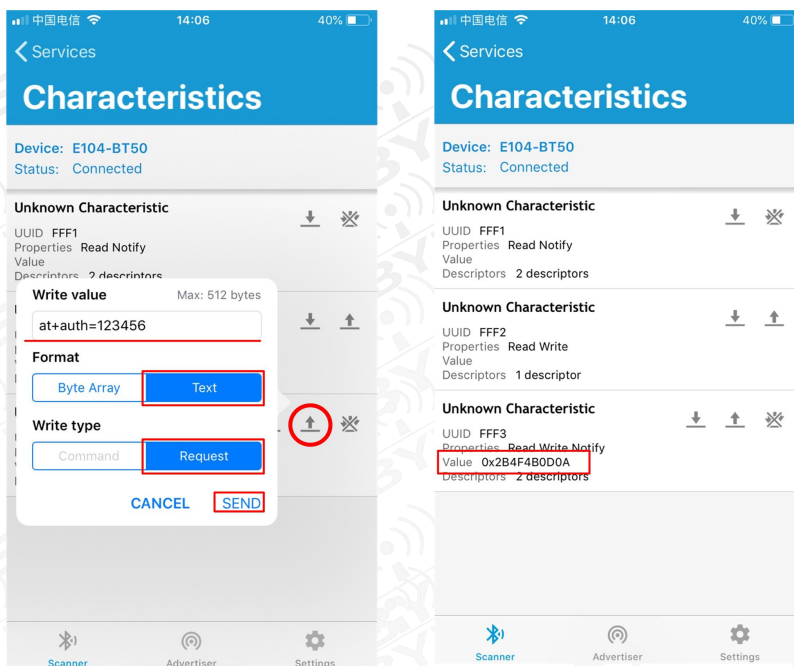 中国电信 14:06 40%
Services
Characteristics
Device: E104-BT50
Status: Connected
Unknown Characteristic
UUID FFF1
Properties Read Notify
Value
Descriptors 2 descriptors
Write value Max: 512 bytes
at+auth=123456
Format
Byte Array Text
Write type
Command Request
CANCEL SEND
Scanner Advertiser Settings
中国电信 14:06 40%
Services
Characteristics
Device: E104-BT50
Status: Connected
Unknown Characteristic
UUID FFF1
Properties Read Notify
Value
Descriptors 2 descriptors
Unknown Characteristic
UUID FFF2
Properties Read Write
Value
Descriptors 1 descriptor
Unknown Characteristic
UUID FFF3
Properties Read Write Notify
Value 0x2B4F4B0D0A
Descriptors 2 descriptors
Scanner Advertiser Settings